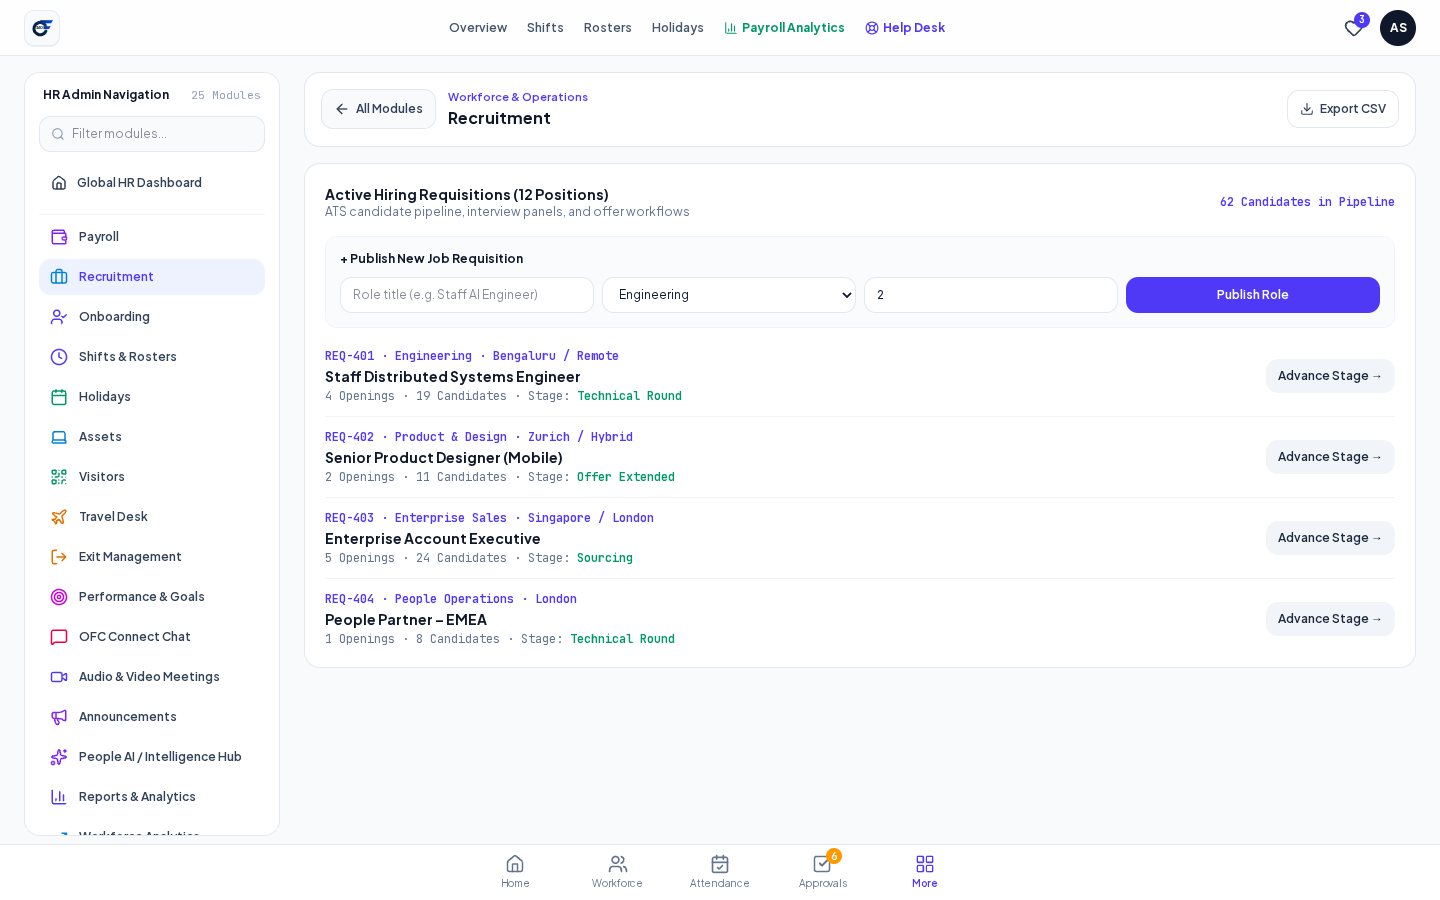 Overview
Shifts
Rosters
Holidays
Payroll Analytics
Help Desk
3
AS
HR Admin Navigation
25 Modules
Filter modules...
Global HR Dashboard
Payroll
Recruitment
Onboarding
Shifts & Rosters
Holidays
Assets
Visitors
Travel Desk
Exit Management
Performance & Goals
OFC Connect Chat
Audio & Video Meetings
Announcements
People AI / Intelligence Hub
Reports & Analytics
Workforce Analytics
All Modules
Workforce & Operations
Recruitment
Export CSV
Active Hiring Requisitions (12 Positions)
ATS candidate pipeline, interview panels, and offer workflows
62 Candidates in Pipeline
+ Publish New Job Requisition
Role title (e.g. Staff AI Engineer)
Engineering
2
Publish Role
REQ-401 · Engineering · Bengaluru / Remote
Staff Distributed Systems Engineer
4 Openings · 19 Candidates · Stage: Technical Round
Advance Stage →
REQ-402 · Product & Design · Zurich / Hybrid
Senior Product Designer (Mobile)
2 Openings · 11 Candidates · Stage: Offer Extended
Advance Stage →
REQ-403 · Enterprise Sales · Singapore / London
Enterprise Account Executive
5 Openings · 24 Candidates · Stage: Sourcing
Advance Stage →
REQ-404 · People Operations · London
People Partner – EMEA
1 Openings · 8 Candidates · Stage: Technical Round
Advance Stage →
Home
Workforce
Attendance
6
Approvals
More